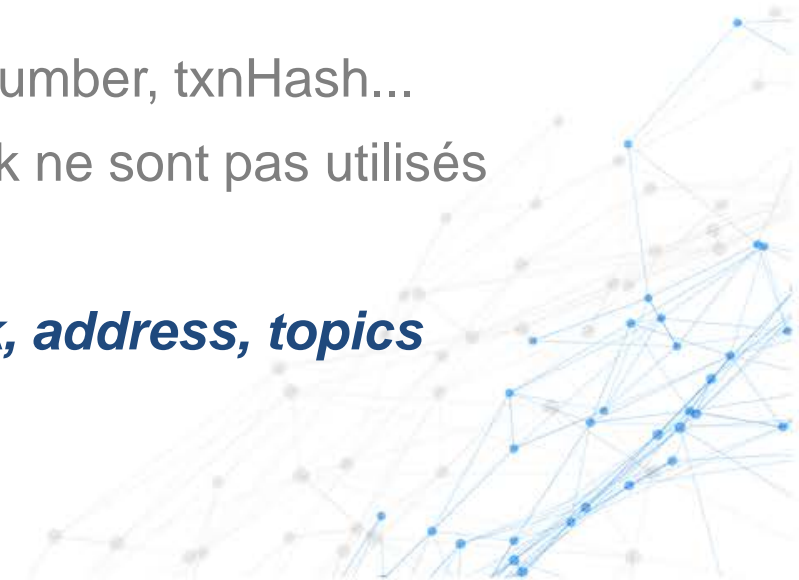 umber, txnHash...
k ne sont pas utilisés
k, address, topics